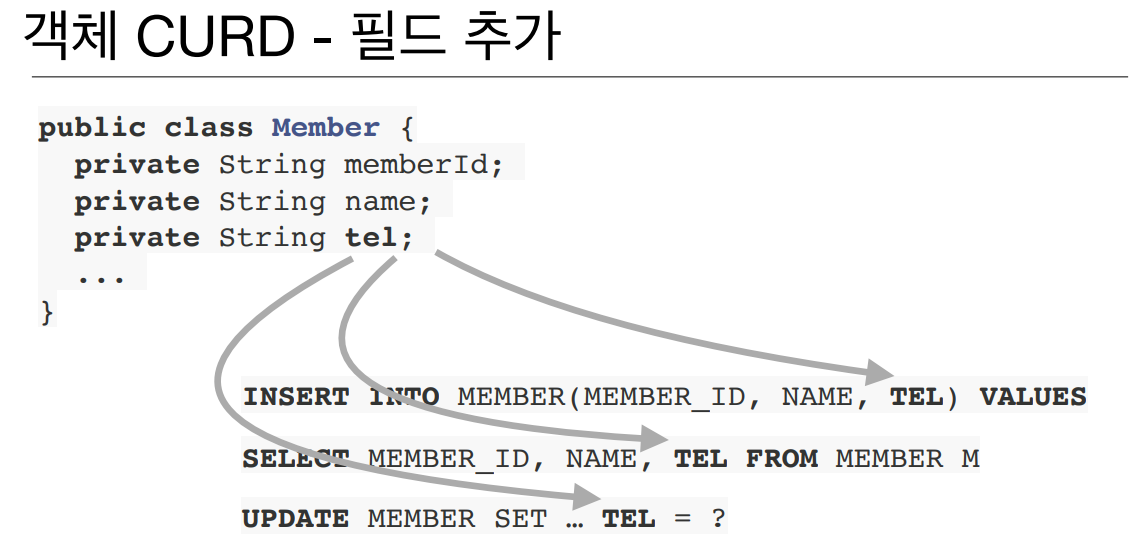 객체 CURD - 필드 추가
public class Member {
private String memberId;
private String name;
private String tel;
...
}
INSERT INTO MEMBER(MEMBER_ID, NAME, TEL) VALUES
SELECT MEMBER_ID, NAME, TEL FROM MEMBER M
UPDATE MEMBER SET … TEL = ?